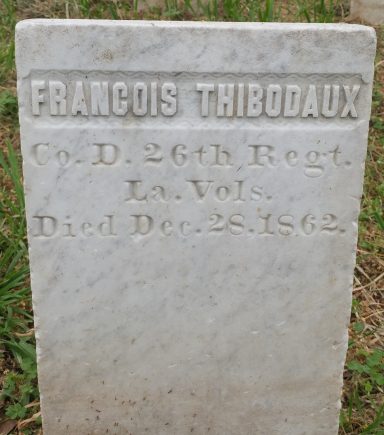 FRANCOIS THIBODAUX
Co. D. 26th Regt.
La. Vols.
Died Dec. 28. 1862.